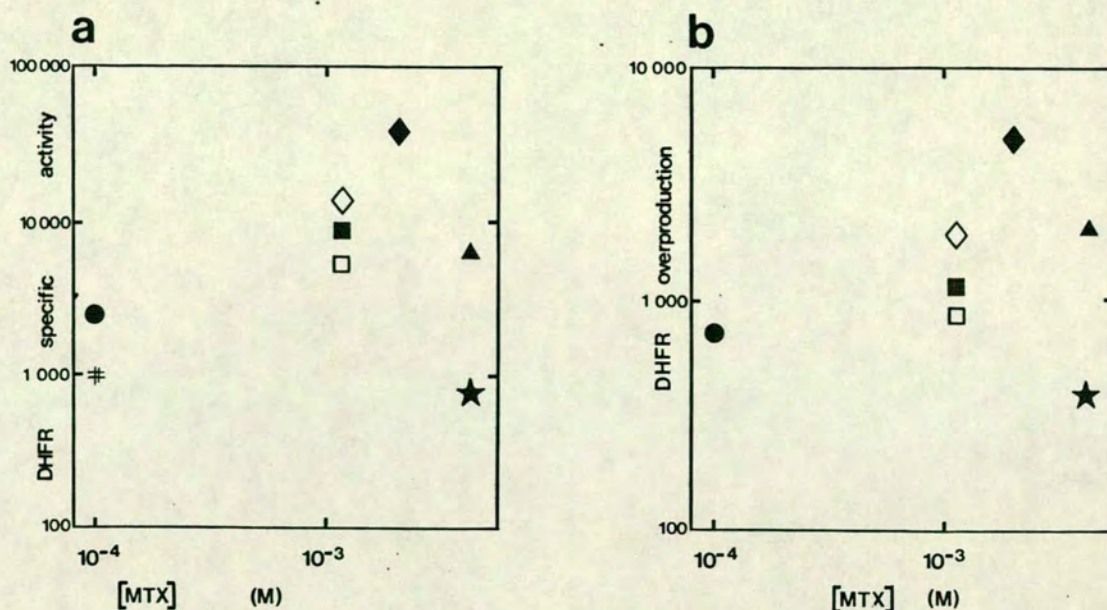 a
100 000
10 000
1 000
100
DHFR specific activity
10⁻⁴
10⁻³
[MTX] (M)
b
10 000
1 000
100
DHFR overproduction
10⁻⁴
10⁻³
[MTX] (M)